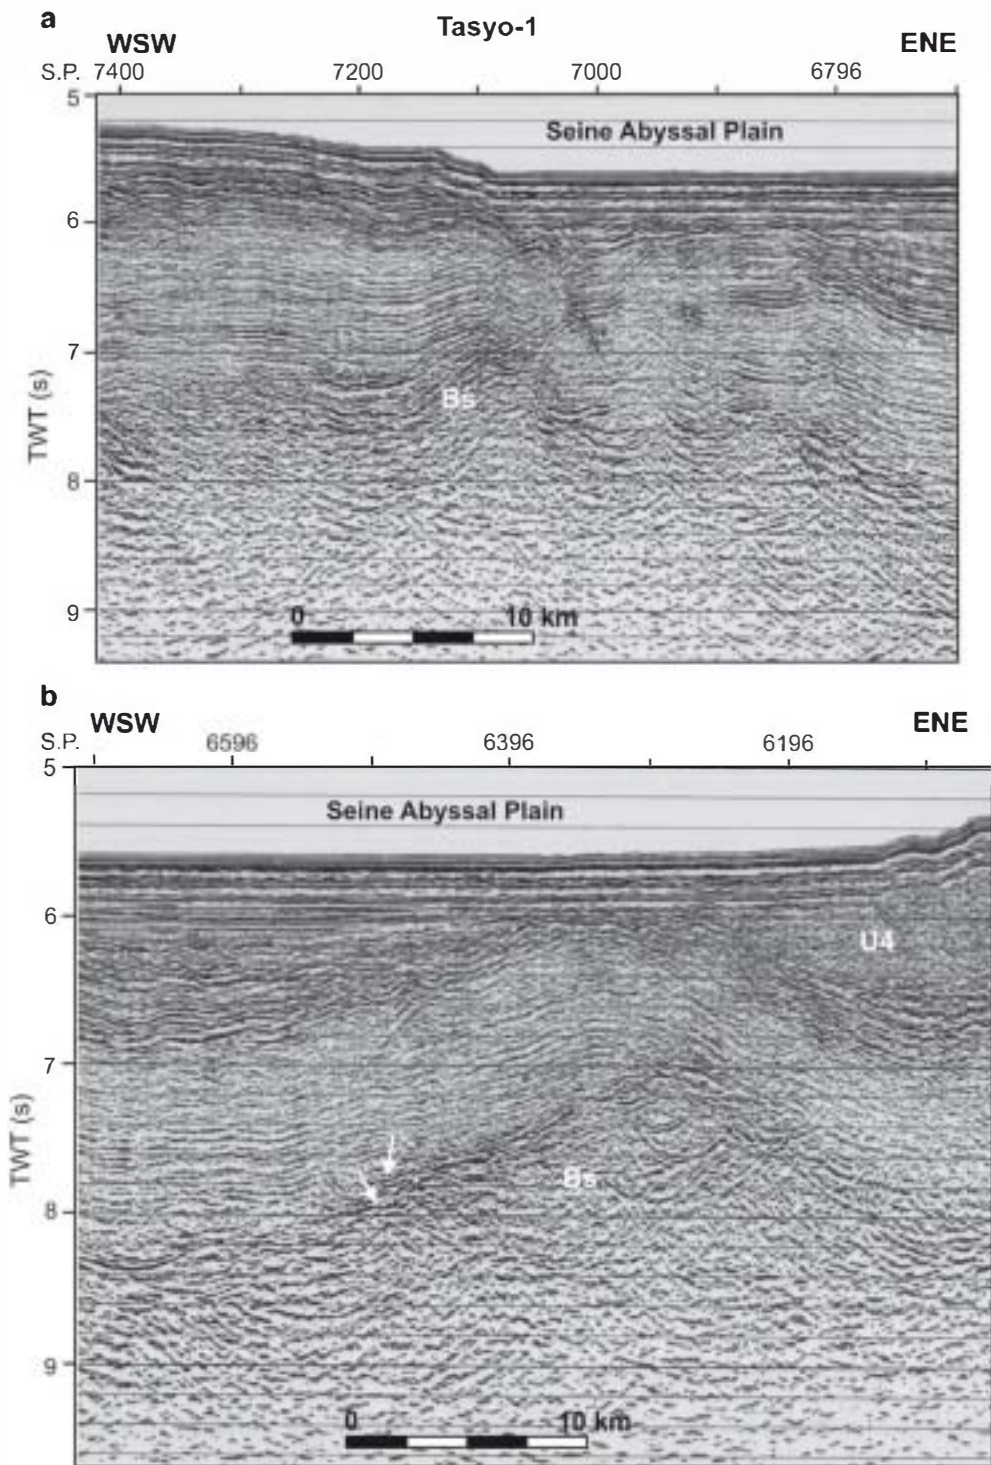 a
Tasyo-1
WSW ENE
S.P. 7400 7200 7000 6796
5
Seine Abyssal Plain
6
7
Bs
TWT (s)
8
9
0 10 km
b
WSW ENE
S.P. 6596 6396 6196
5
Seine Abyssal Plain
6
U4
7
TWT (s)
Bs
8
9
0 10 km